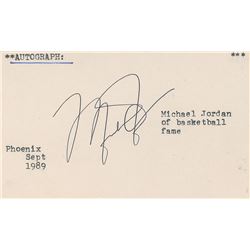 **AUTOGRAPH: ***
Michael Jordan
of basketball
fame
Phoenix
Sept
1989